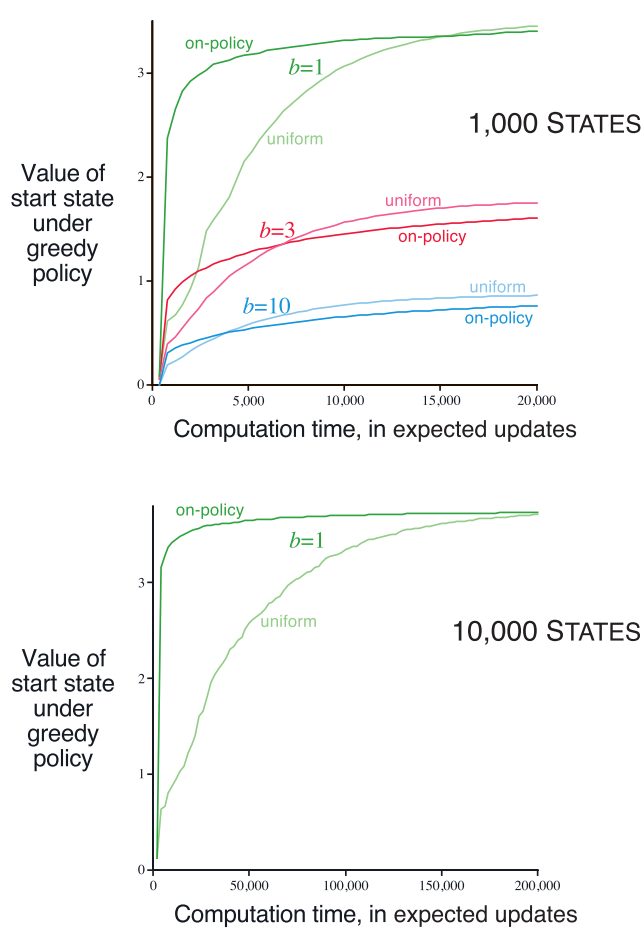 on-policy
b=1
3
1,000 STATES
uniform
Value of
start state
under
greedy
policy
2
uniform
b=3
on-policy
1
uniform
b=10
on-policy
0
0 5,000 10,000 15,000 20,000
Computation time, in expected updates
on-policy
b=1
3
uniform
10,000 STATES
Value of
start state
under
greedy
policy
2
1
0
0 50,000 100,000 150,000 200,000
Computation time, in expected updates